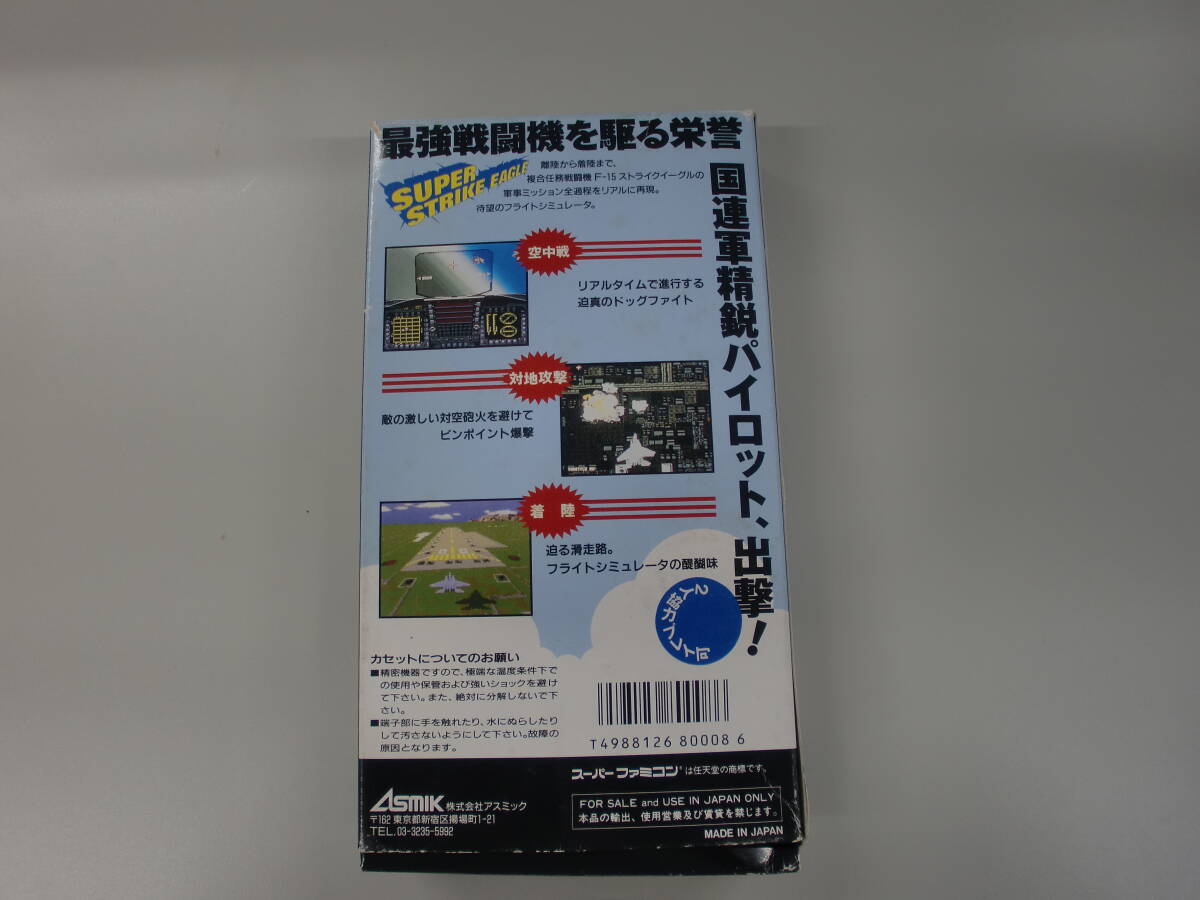 最強戦闘機を駆る栄誉
国連軍精鋭パイロット、出撃!
SUPER
STRIKE EAGLE
離陸から着陸まで、
複合任務戦闘機 F-15ストライクイーグルの
軍事ミッション全過程をリアルに再現。
待望のフライトシミュレータ。
空中戦
リアルタイムで進行する
迫真のドッグファイト
対地攻撃
敵の激しい対空砲火を避けて
ピンポイント爆撃
着陸
迫る滑走路。
フライトシミュレータの醍醐味
2人協力プレイ可
カセットについてのお願い
■精密機器ですので、極端な温度条件下で
の使用や保管および強いショックを避け
て下さい。また、絶対に分解しないで下
さい。
■端子部に手を触れたり、水にぬらしたり
して汚さないようにして下さい。故障の
原因となります。
T4988126 80008 6
スーパーファミコン®は任天堂の商標です。
ASMIK 株式会社アスミック
〒162 東京都新宿区揚場町1-21
TEL.03-3235-5992
FOR SALE and USE IN JAPAN ONLY
本品の輸出、使用営業及び賃貸を禁じます。
MADE IN JAPAN